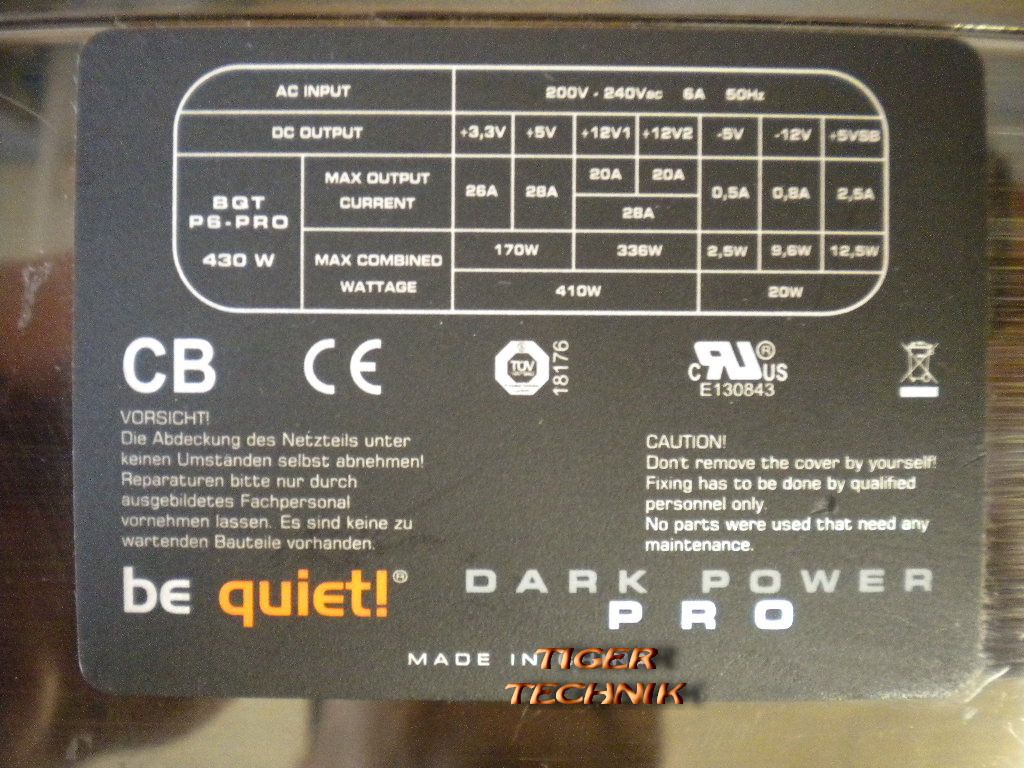 AC INPUT 200V - 240Vac 6A 50Hz
DC OUTPUT +3,3V +5V +12V1 +12V2 -5V -12V +5VSB
BQT
P6-PRO
430 W
MAX OUTPUT
CURRENT
26A 28A 20A 20A 0,5A 0,8A 2,5A
28A
MAX COMBINED
WATTAGE
170W 336W 2,5W 9,6W 12,5W
410W 20W
CB CE TÜV 18176 c RU ® US
E130843
VORSICHT!
Die Abdeckung des Netzteils unter
keinen Umständen selbst abnehmen!
Reparaturen bitte nur durch
ausgebildetes Fachpersonal
vornehmen lassen. Es sind keine zu
wartenden Bauteile vorhanden.
CAUTION!
Dont remove the cover by yourself!
Fixing has to be done by qualified
personnel only.
No parts were used that need any
maintenance.
be quiet!®
DARK POWER
PRO
MADE IN
TIGER
TECHNIK